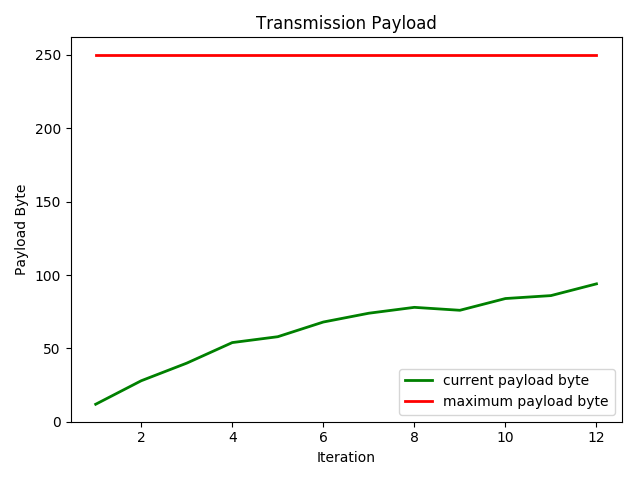 Transmission Payload
Payload Byte
250
200
150
100
50
0
2 4 6 8 10 12
Iteration
current payload byte
maximum payload byte